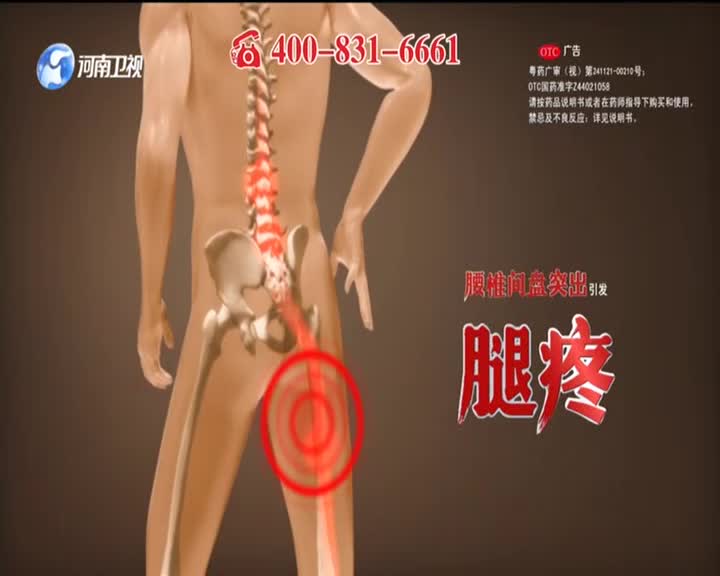 河南卫视
400-831-6661
OTC 广告
粤药广审（视）第241121-00210号；
OTC国药准字Z44021058
请按药品说明书或者在药师指导下购买和使用，
禁忌及不良反应：详见说明书。
腰椎间盘突出引发
腿疼